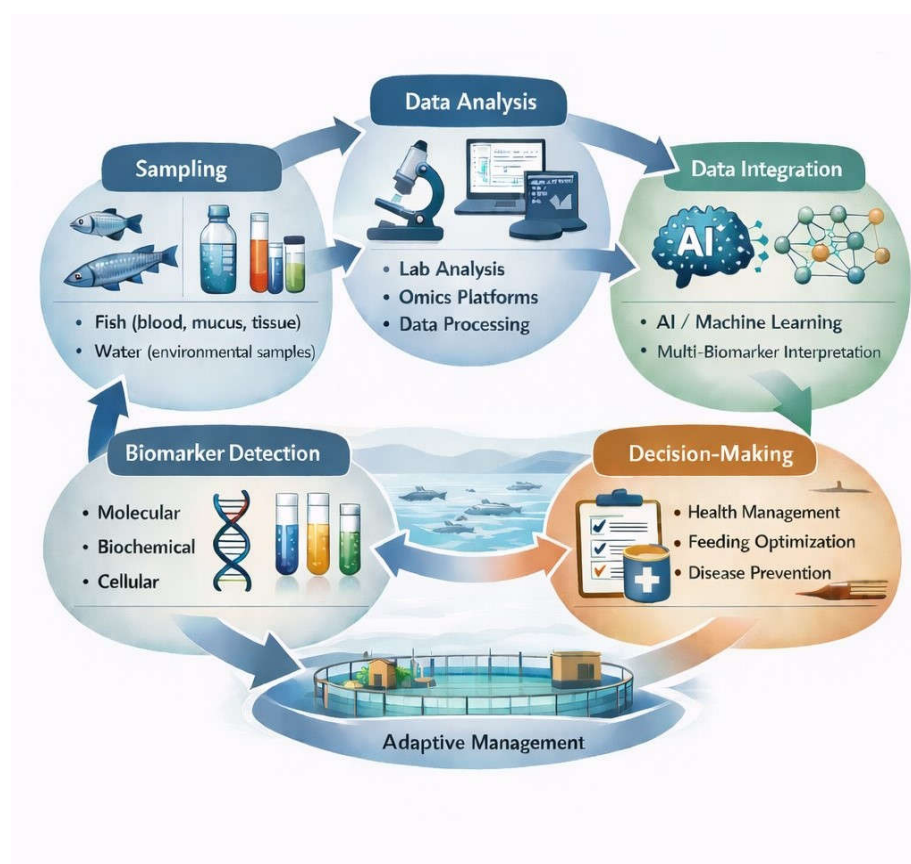 Data Analysis
Sampling
Data Integration
AI
• Lab Analysis
• Omics Platforms
• Data Processing
• Fish (blood, mucus, tissue)
• Water (environmental samples)
• AI / Machine Learning
• Multi-Biomarker Interpretation
Biomarker Detection
Decision-Making
• Molecular
• Biochemical
• Cellular
• Health Management
• Feeding Optimization
• Disease Prevention
Adaptive Management